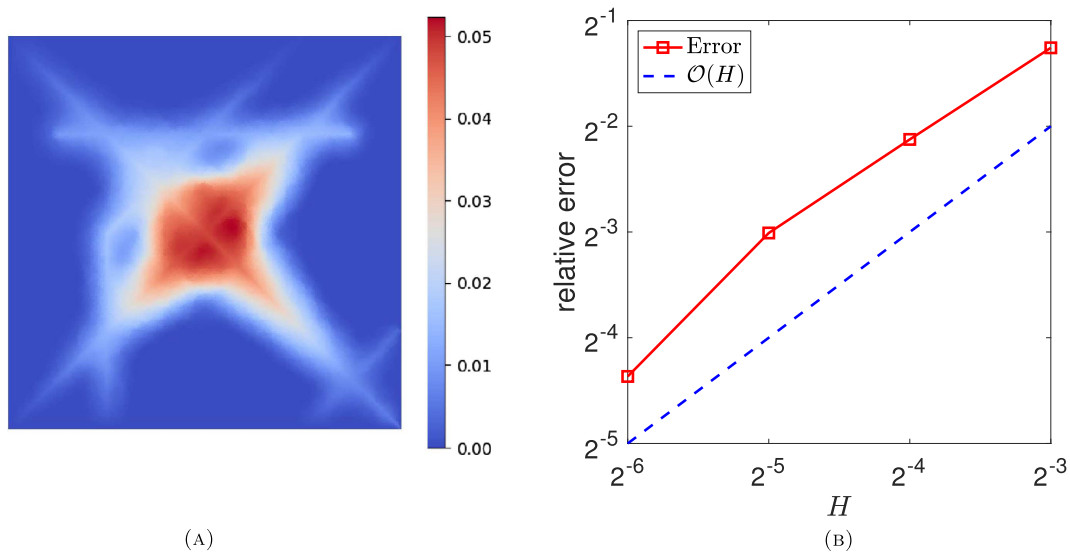 0.05
0.04
0.03
0.02
0.01
0.00
(A)
2^-1
2^-2
2^-3
2^-4
2^-5
relative error
Error
𝒪(H)
2^-6 2^-5 2^-4 2^-3
H
(B)